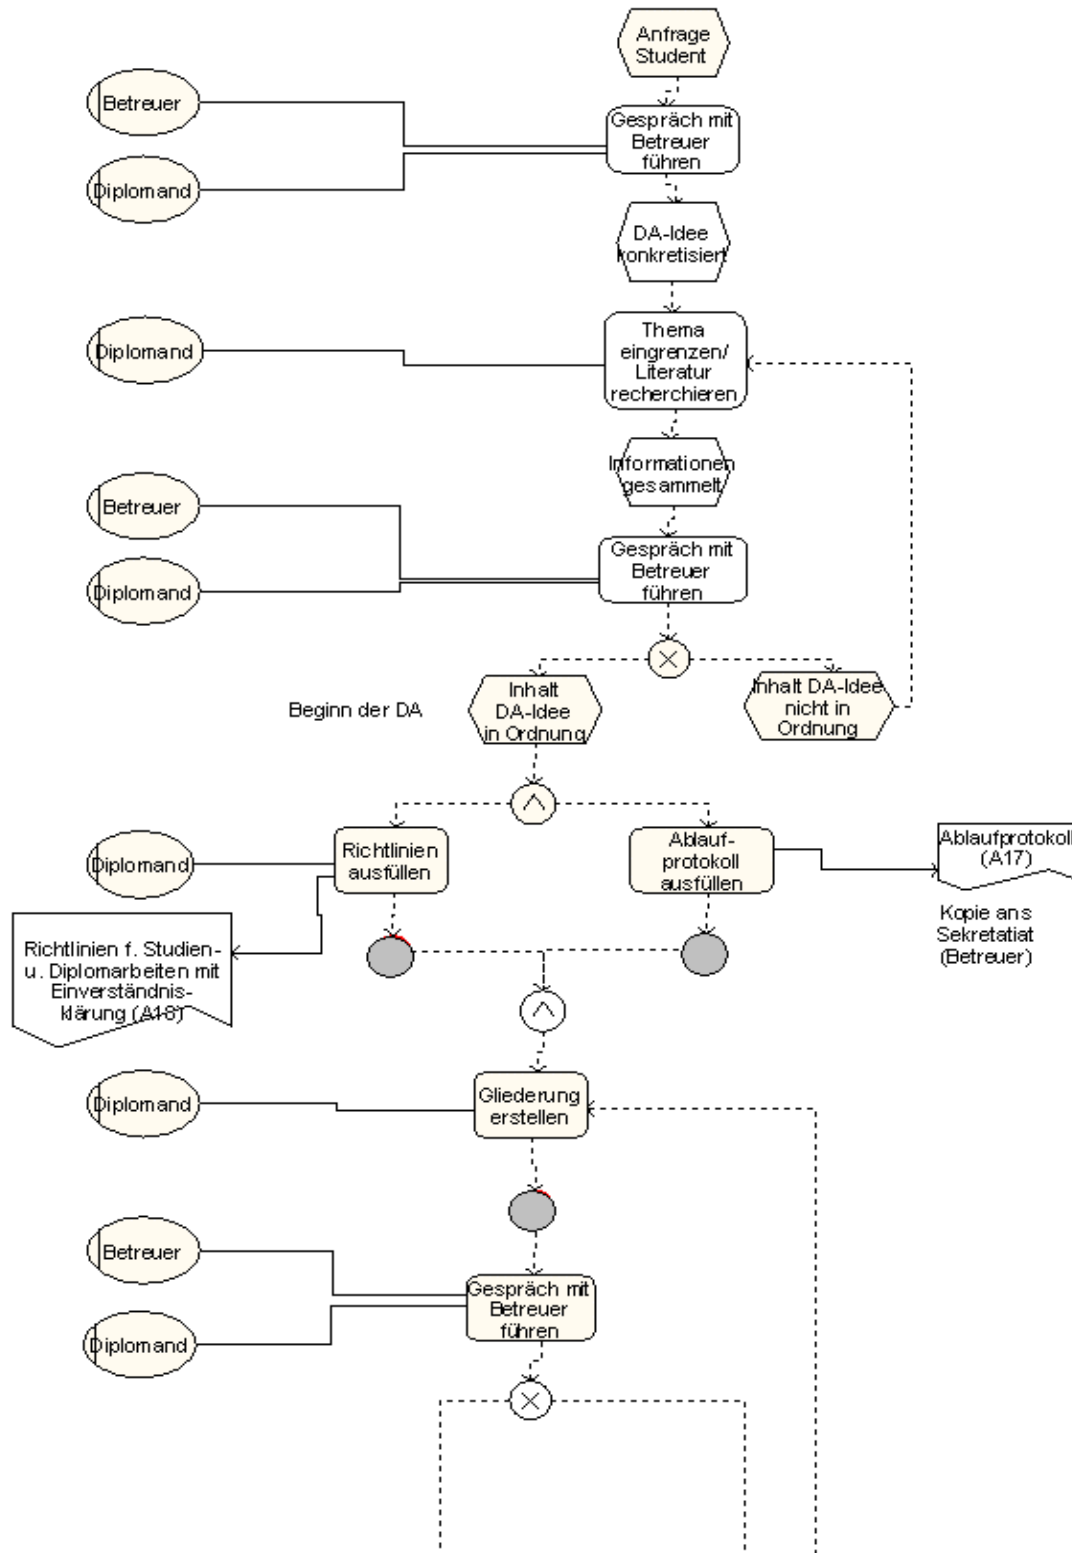 Anfrage
Student
Betreuer
Gespräch mit
Betreuer
führen
Diplomand
DA-Idee
konkretisiert
Thema
eingrenzen/
Literatur
recherchieren
Diplomand
Informationen
gesammelt
Betreuer
Gespräch mit
Betreuer
führen
Diplomand
Beginn der DA
Inhalt
DA-Idee
in Ordnung
Inhalt DA-Idee
nicht in
Ordnung
Diplomand
Richtlinien
ausfüllen
Ablauf-
protokoll
ausfüllen
Ablaufprotokoll
(A17)
Kopie ans
Sekretatiat
(Betreuer)
Richtlinien f. Studien-
u. Diplomarbeiten mit
Einverständnis-
klärung (A18)
Diplomand
Gliederung
erstellen
Betreuer
Gespräch mit
Betreuer
führen
Diplomand